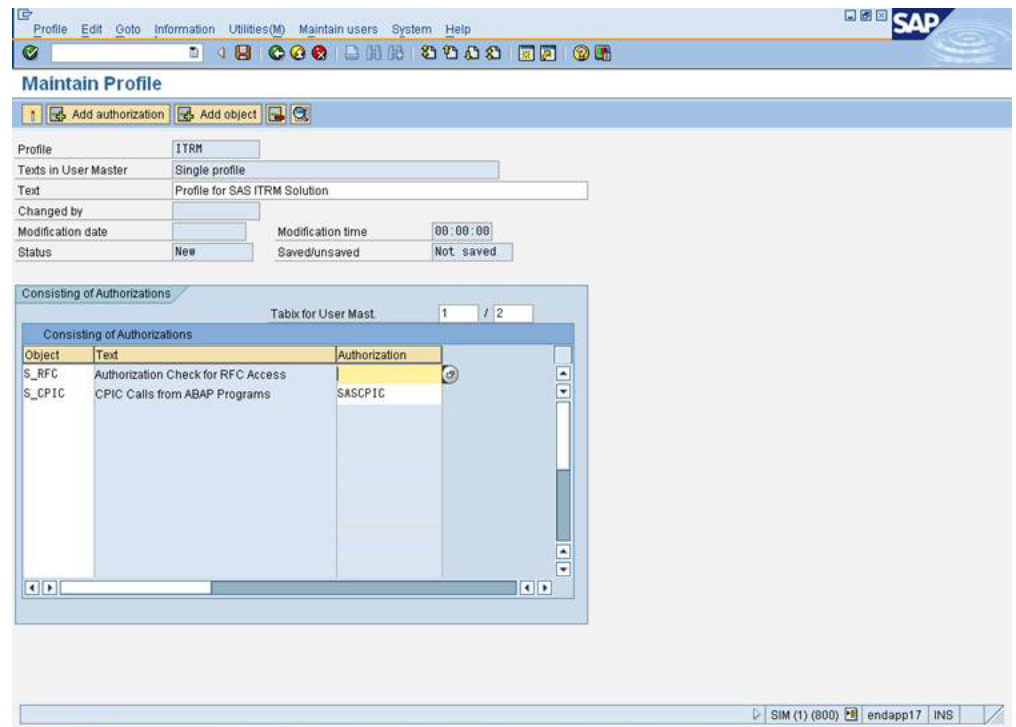 Profile Edit Goto Information Utilities(M) Maintain users System Help
SAP
Maintain Profile
Add authorization Add object
Profile ITRM
Texts in User Master Single profile
Text Profile for SAS ITRM Solution
Changed by
Modification date Modification time 00:00:00
Status New Saved/unsaved Not saved
Consisting of Authorizations
Tabix for User Mast. 1 / 2
Consisting of Authorizations
Object Text Authorization
S_RFC Authorization Check for RFC Access
S_CPIC CPIC Calls from ABAP Programs SASCPIC
SIM (1) (800) endapp17 INS